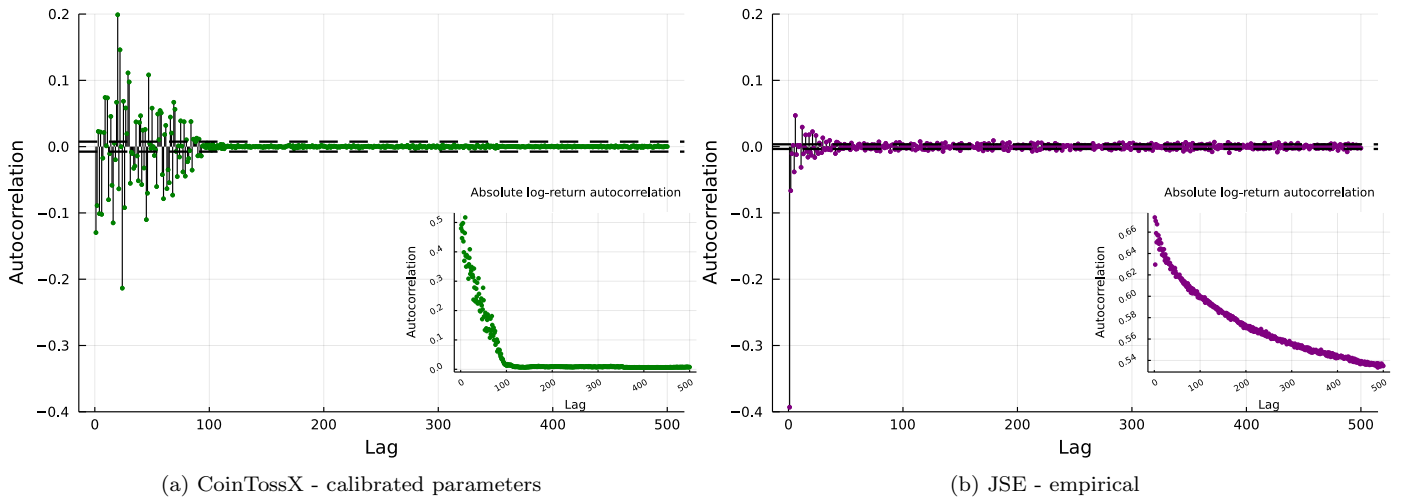 0.2
0.1
0.0
−0.1
−0.2
−0.3
−0.4
Autocorrelation
0 100 200 300 400 500
Lag
Absolute log-return autocorrelation
0.5
0.4
0.3
0.2
0.1
0.0
Autocorrelation
0 100 200 300 400 500
Lag
(a) CoinTossX - calibrated parameters
0.2
0.1
0.0
−0.1
−0.2
−0.3
−0.4
Autocorrelation
0 100 200 300 400 500
Lag
Absolute log-return autocorrelation
0.66
0.64
0.62
0.60
0.58
0.56
0.54
Autocorrelation
0 100 200 300 400 500
Lag
(b) JSE - empirical